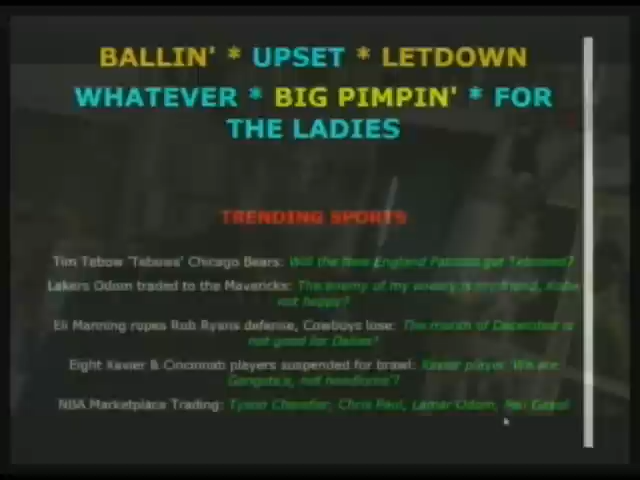 BALLIN' * UPSET * LETDOWN
WHATEVER * BIG PIMPIN' * FOR
THE LADIES
TRENDING SPORTS
Tim Tebow 'Tebows' Chicago Bears: Will the New England Patriots get Tebowed?
Lakers Odom traded to the Mavericks: The enemy of my enemy is my friend, Kobe
not happy?
Eli Manning ropes Rob Ryans defense, Cowboys lose: The month of December is
not good for Dallas?
Eight Xavier & Cincinnati players suspended for brawl: Xavier player, We are
Gangsta's, not hoodlums'?
NBA Marketplace Trading: Tyson Chandler, Chris Paul, Lamar Odom, Pau Gasol